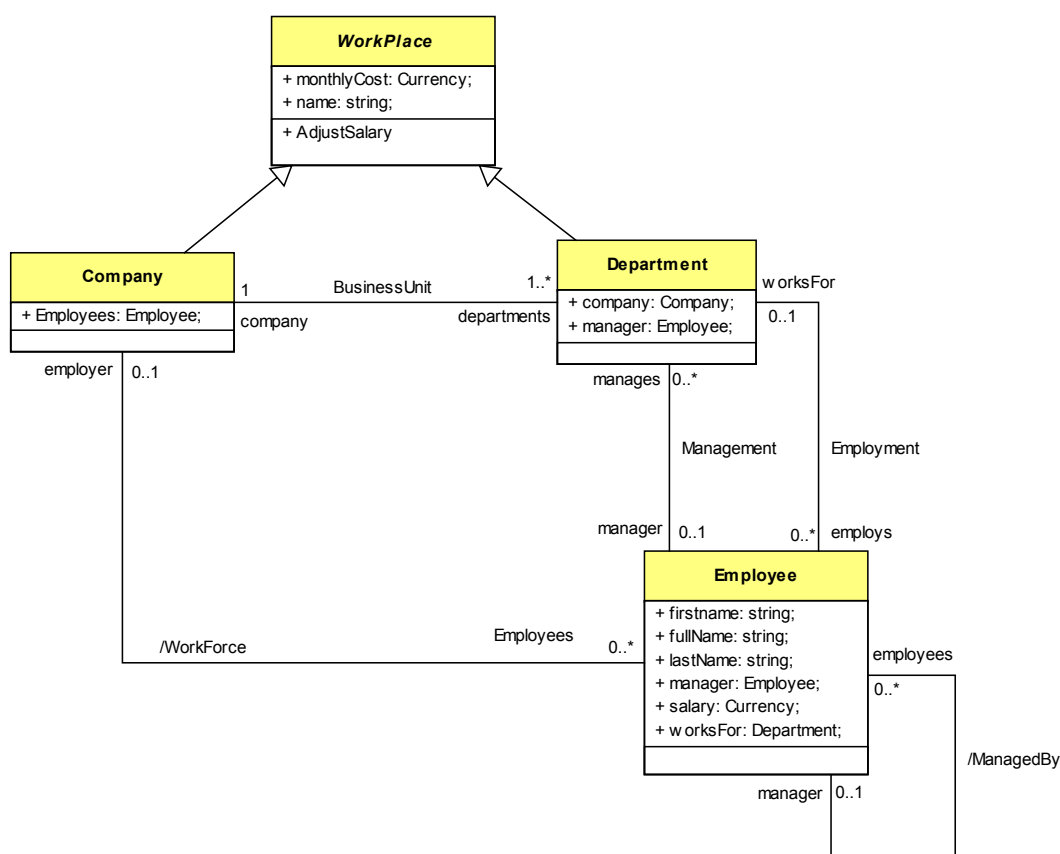 WorkPlace
+ monthlyCost: Currency;
+ name: string;
+ AdjustSalary
Company
+ Employees: Employee;
1
BusinessUnit
1..*
company
departments
Department
+ company: Company;
+ manager: Employee;
worksFor
0..1
employer
0..1
manages
0..*
Management
Employment
manager
0..1
0..*
employs
/WorkForce
Employees
0..*
Employee
+ firstname: string;
+ fullName: string;
+ lastName: string;
+ manager: Employee;
+ salary: Currency;
+ worksFor: Department;
employees
0..*
/ManagedBy
manager
0..1